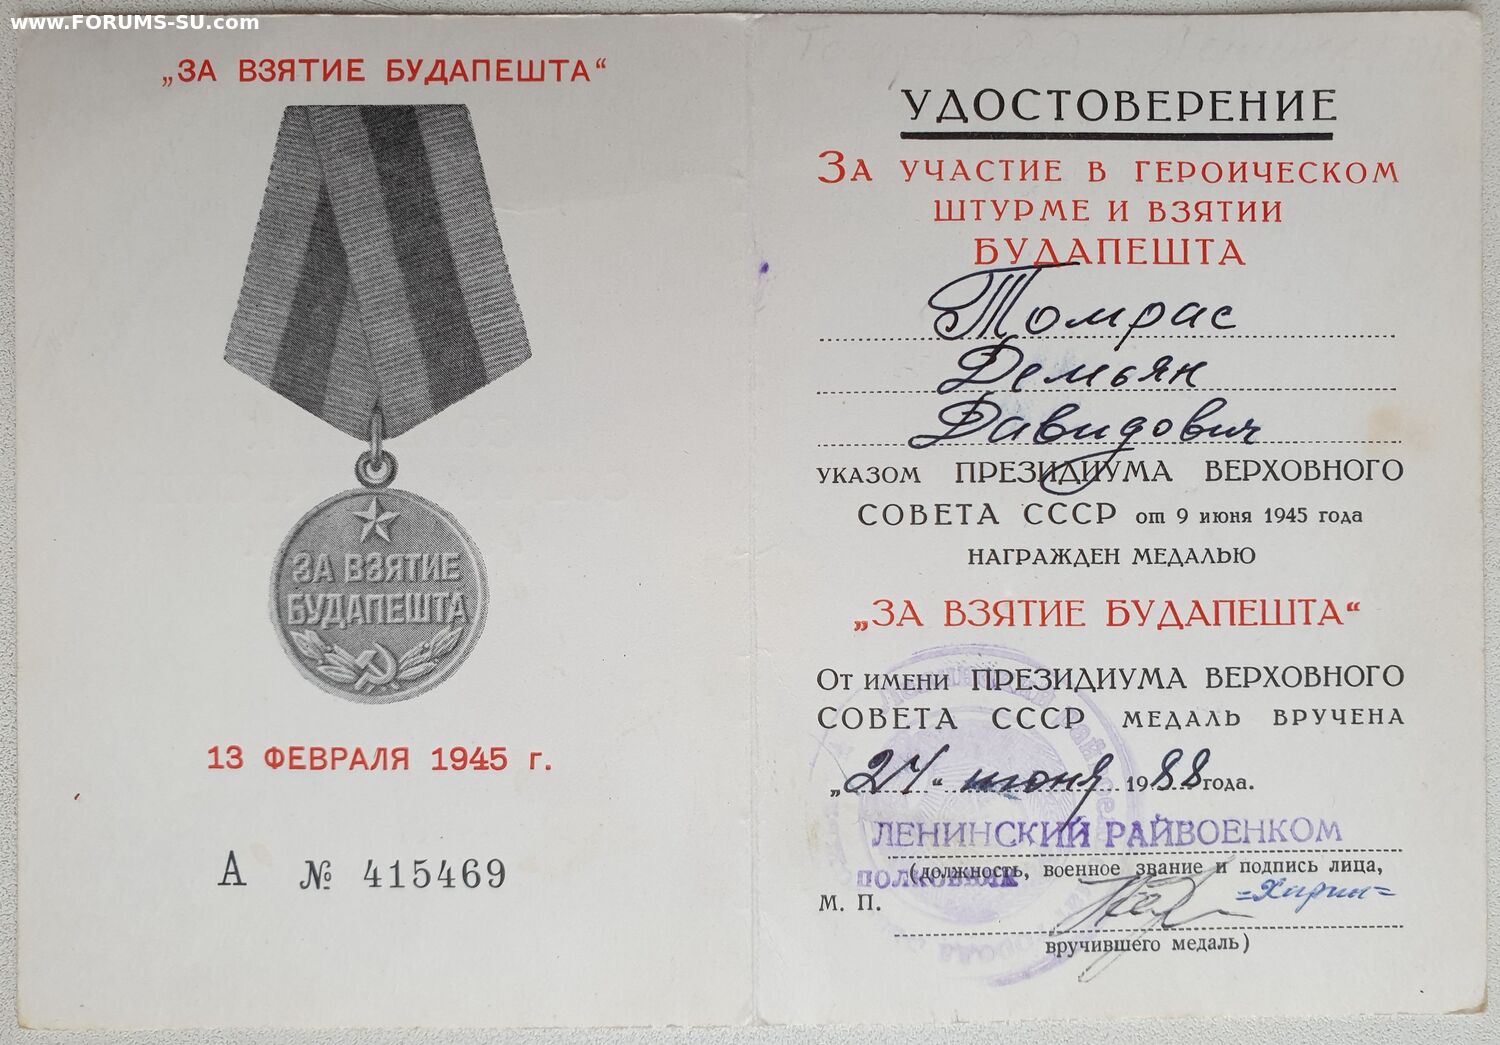 www.FORUMS-SU.com
„ЗА ВЗЯТИЕ БУДАПЕШТА“
ЗА ВЗЯТИЕ
БУДАПЕШТА
13 ФЕВРАЛЯ 1945 г.
А № 415469
УДОСТОВЕРЕНИЕ
ЗА УЧАСТИЕ В ГЕРОИЧЕСКОМ
ШТУРМЕ И ВЗЯТИИ
БУДАПЕШТА
Томрас
Демьян
Давидович
УКАЗОМ ПРЕЗИДИУМА ВЕРХОВНОГО
СОВЕТА СССР от 9 июня 1945 года
НАГРАЖДЕН МЕДАЛЬЮ
„ЗА ВЗЯТИЕ БУДАПЕШТА“
От имени ПРЕЗИДИУМА ВЕРХОВНОГО
СОВЕТА СССР МЕДАЛЬ ВРУЧЕНА
„24“ июня 1988 года.
ЛЕНИНСКИЙ РАЙВОЕНКОМ
(должность, военное звание и подпись лица,
ПОЛКОВНИК
М. П.
вручившего медаль)